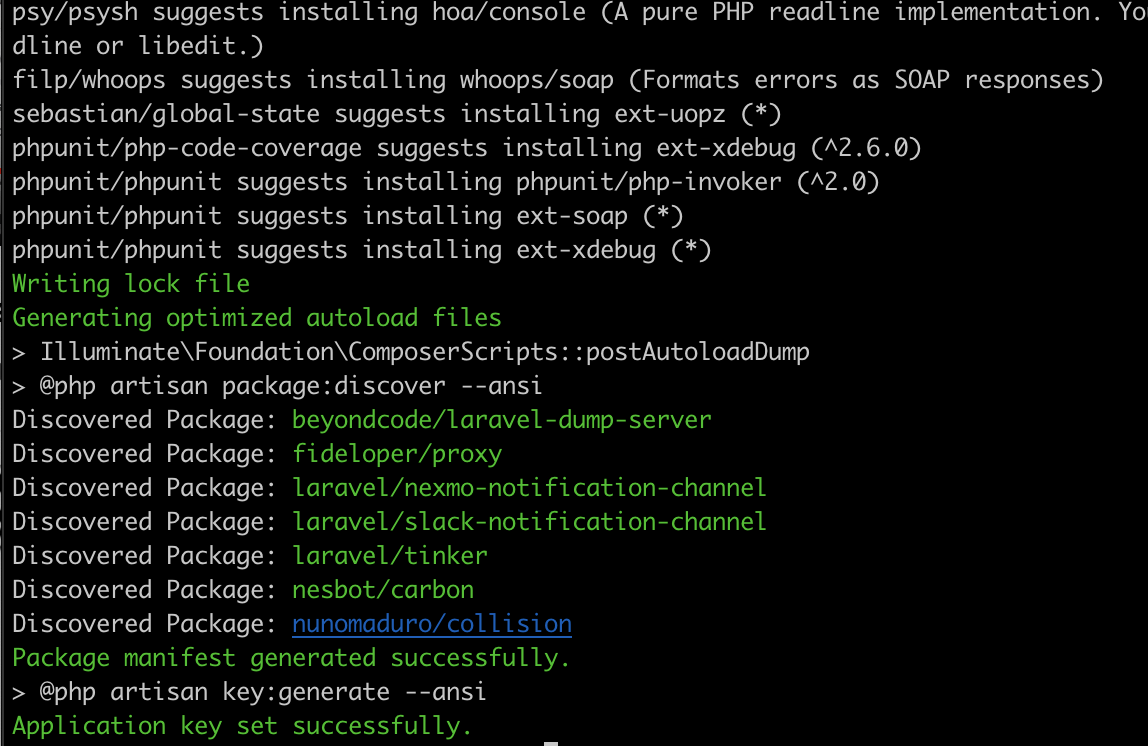 psy/psysh suggests installing hoa/console (A pure PHP readline implementation. Yo
dline or libedit.)
filp/whoops suggests installing whoops/soap (Formats errors as SOAP responses)
sebastian/global-state suggests installing ext-uopz (*)
phpunit/php-code-coverage suggests installing ext-xdebug (^2.6.0)
phpunit/phpunit suggests installing phpunit/php-invoker (^2.0)
phpunit/phpunit suggests installing ext-soap (*)
phpunit/phpunit suggests installing ext-xdebug (*)
Writing lock file
Generating optimized autoload files
> Illuminate\Foundation\ComposerScripts::postAutoloadDump
> @php artisan package:discover --ansi
Discovered Package: beyondcode/laravel-dump-server
Discovered Package: fideloper/proxy
Discovered Package: laravel/nexmo-notification-channel
Discovered Package: laravel/slack-notification-channel
Discovered Package: laravel/tinker
Discovered Package: nesbot/carbon
Discovered Package: nunomaduro/collision
Package manifest generated successfully.
> @php artisan key:generate --ansi
Application key set successfully.